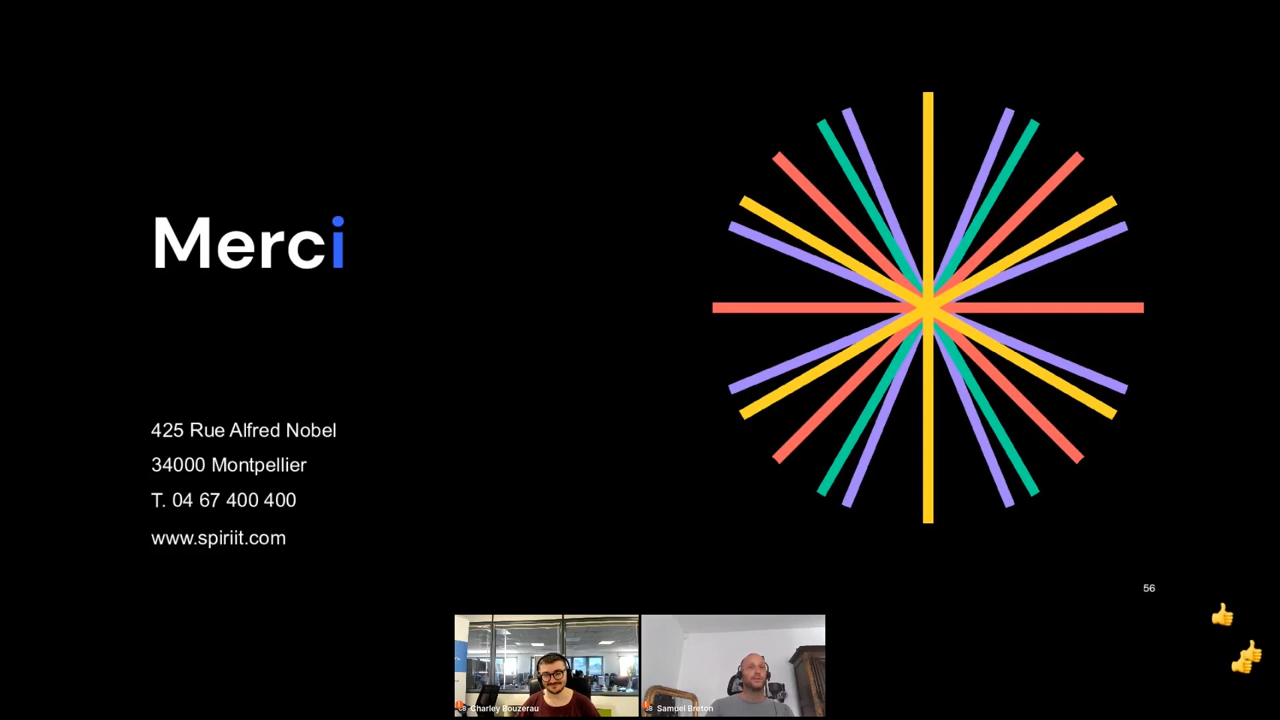 Merci
425 Rue Alfred Nobel
34000 Montpellier
T. 04 67 400 400
www.spiriit.com
56
Charley Bouzerau
Samuel Breton